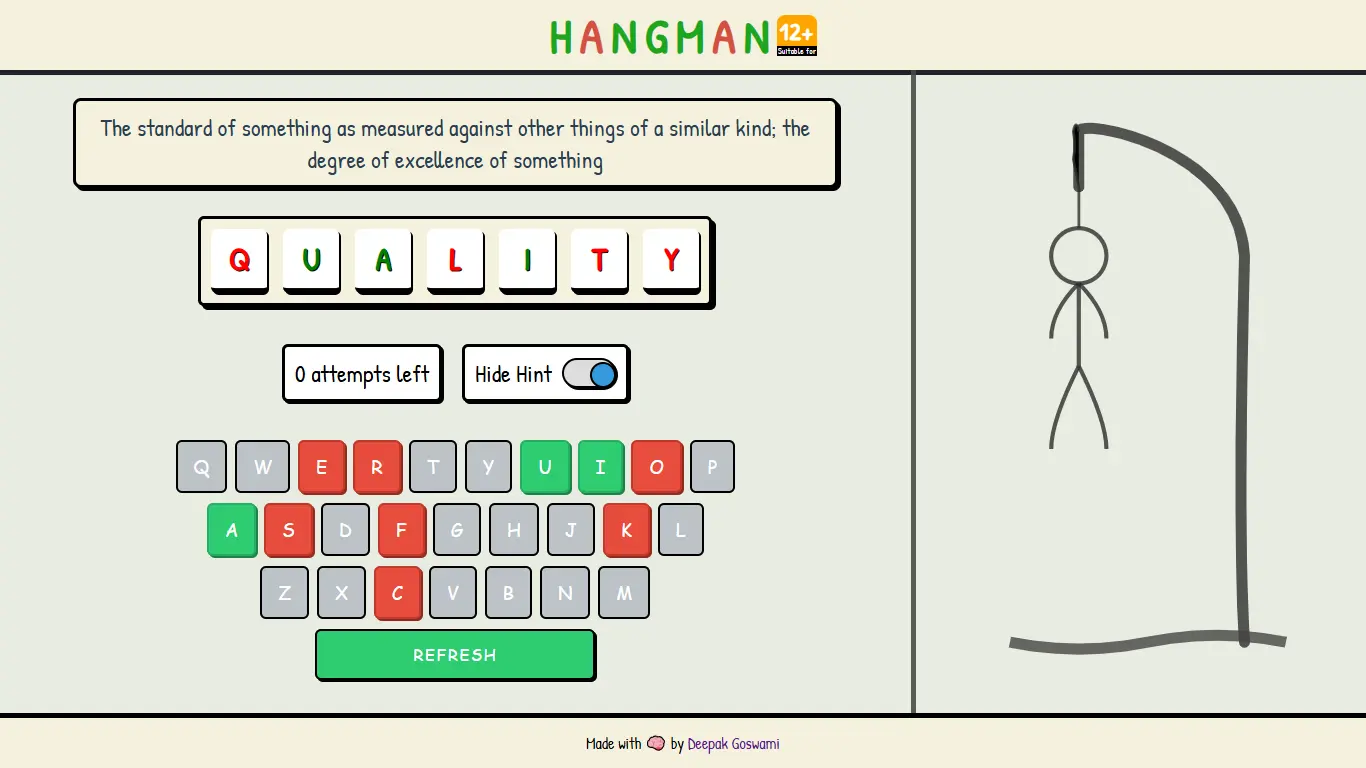 HANGMAN 12+
Suitable for
The standard of something as measured against other things of a similar kind; the
degree of excellence of something
Q U A L I T Y
0 attempts left Hide Hint
Q W E R T Y U I O P
A S D F G H J K L
Z X C V B N M
REFRESH
Made with by Deepak Goswami